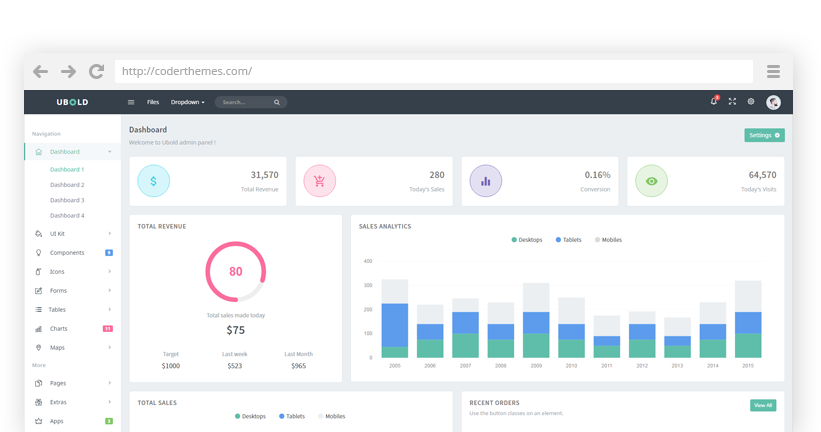 http://coderthemes.com/
UBOLD
Files
Dropdown
Search...
5
Navigation
Dashboard
Dashboard 1
Dashboard 2
Dashboard 3
Dashboard 4
UI Kit
Components
Icons
Forms
Tables
Charts
11
Maps
More
Pages
Extras
Apps
Dashboard
Welcome to Ubold admin panel !
Settings
31,570
Total Revenue
280
Today's Sales
0.16%
Conversion
64,570
Today's Visits
TOTAL REVENUE
80
Total sales made today
$75
Target Last week Last Month
$1000 $523 $965
SALES ANALYTICS
Desktops Tablets Mobiles
400
300
200
100
0
2005 2006 2007 2008 2009 2010 2011 2012 2013 2014 2015
TOTAL SALES
Desktops Tablets Mobiles
RECENT ORDERS
Use the button classes on an element.
View All